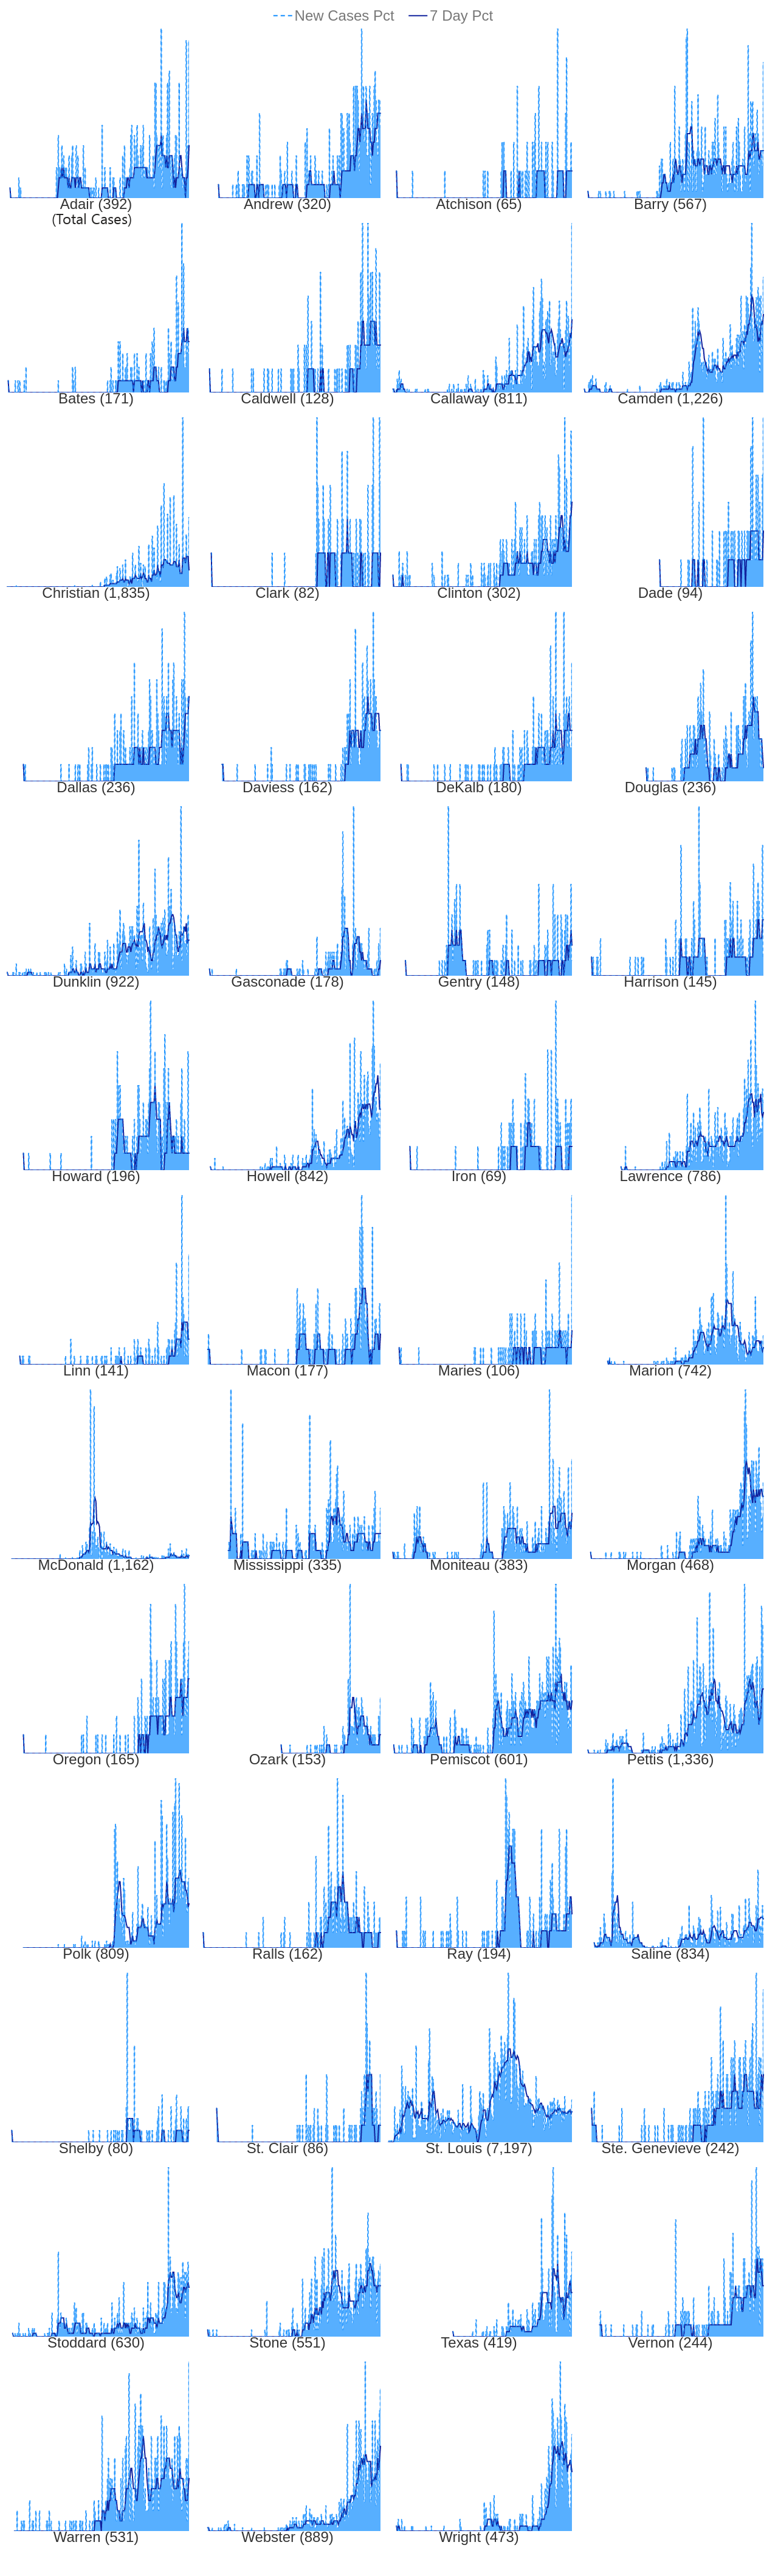 New Cases Pct 7 Day Pct
Adair (392) Andrew (320) Atchison (65) Barry (567)
(Total Cases)
Bates (171) Caldwell (128) Callaway (811) Camden (1,226)
Christian (1,835) Clark (82) Clinton (302) Dade (94)
Dallas (236) Daviess (162) DeKalb (180) Douglas (236)
Dunklin (922) Gasconade (178) Gentry (148) Harrison (145)
Howard (196) Howell (842) Iron (69) Lawrence (786)
Linn (141) Macon (177) Maries (106) Marion (742)
McDonald (1,162) Mississippi (335) Moniteau (383) Morgan (468)
Oregon (165) Ozark (153) Pemiscot (601) Pettis (1,336)
Polk (809) Ralls (162) Ray (194) Saline (834)
Shelby (80) St. Clair (86) St. Louis (7,197) Ste. Genevieve (242)
Stoddard (630) Stone (551) Texas (419) Vernon (244)
Warren (531) Webster (889) Wright (473)